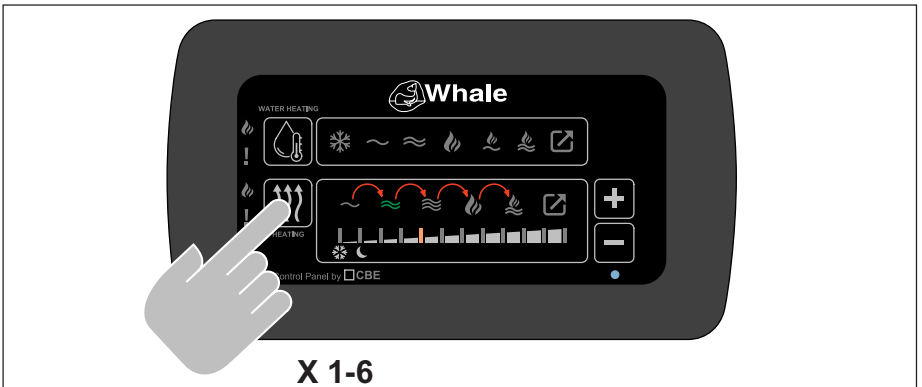 Whale
WATER HEATING
!
!
HEATING
+
−
Control Panel by CBE
X 1-6